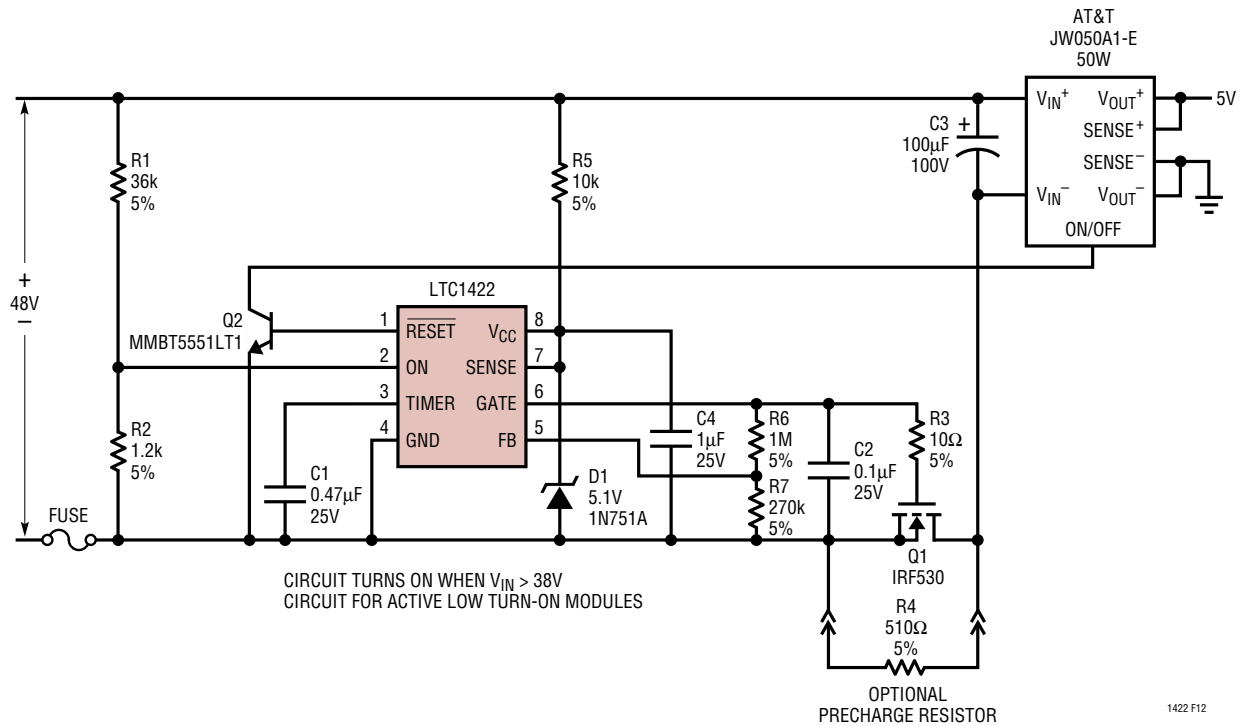 AT&T
JW050A1-E
50W
VIN+
VOUT+
5V
SENSE+
SENSE–
VIN–
VOUT–
ON/OFF
C3
+
100µF
100V
R1
36k
5%
R5
10k
5%
+
48V
–
LTC1422
Q2
MMBT5551LT1
1
RESET
VCC
8
2
ON
SENSE
7
3
TIMER
GATE
6
4
GND
FB
5
R2
1.2k
5%
C1
0.47µF
25V
D1
5.1V
1N751A
C4
1µF
25V
R6
1M
5%
R7
270k
5%
C2
0.1µF
25V
R3
10Ω
5%
Q1
IRF530
FUSE
CIRCUIT TURNS ON WHEN VIN > 38V
CIRCUIT FOR ACTIVE LOW TURN-ON MODULES
R4
510Ω
5%
OPTIONAL
PRECHARGE RESISTOR
1422 F12